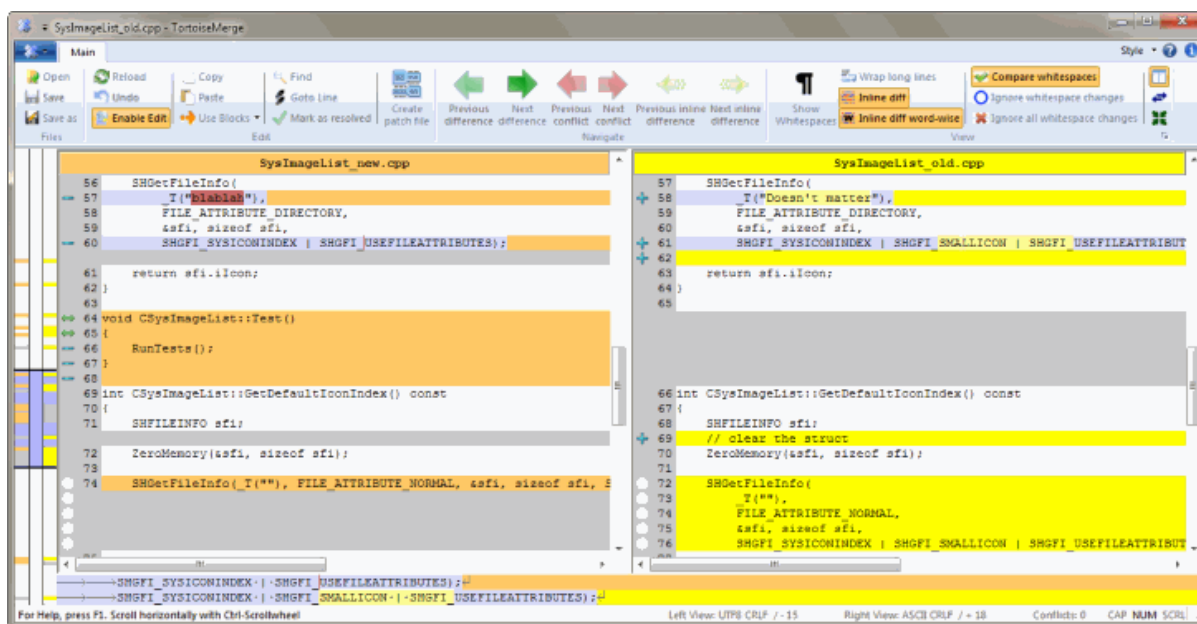 SysImageList_old.cpp - TortoiseMerge
Main
Style
Open
Save
Save as
Files
Reload
Undo
Enable Edit
Copy
Paste
Use Blocks
Find
Goto Line
Mark as resolved
Edit
Create patch file
Previous difference
Next difference
Previous conflict
Next conflict
Previous inline difference
Next inline difference
Navigate
Show Whitespaces
Wrap long lines
Inline diff
Inline diff word-wise
Compare whitespaces
Ignore whitespace changes
Ignore all whitespace changes
View
SysImageList_new.cpp
56 SHGetFileInfo(
57 _T("blablah"),
58 FILE_ATTRIBUTE_DIRECTORY,
59 &sfi, sizeof sfi,
60 SHGFI_SYSICONINDEX | SHGFI_USEFILEATTRIBUTES);
61 return sfi.iIcon;
62 }
63
64 void CSysImageList::Test()
65 {
66 RunTests();
67 }
68
69 int CSysImageList::GetDefaultIconIndex() const
70 {
71 SHFILEINFO sfi;
72 ZeroMemory(&sfi, sizeof sfi);
73
74 SHGetFileInfo(_T(""), FILE_ATTRIBUTE_NORMAL, &sfi, sizeof sfi, S
SysImageList_old.cpp
57 SHGetFileInfo(
58 _T("Doesn't matter"),
59 FILE_ATTRIBUTE_DIRECTORY,
60 &sfi, sizeof sfi,
61 SHGFI_SYSICONINDEX | SHGFI_SMALLICON | SHGFI_USEFILEATTRIBUT
62
63 return sfi.iIcon;
64 }
65
66 int CSysImageList::GetDefaultIconIndex() const
67 {
68 SHFILEINFO sfi;
69 // clear the struct
70 ZeroMemory(&sfi, sizeof sfi);
71
72 SHGetFileInfo(
73 _T(""),
74 FILE_ATTRIBUTE_NORMAL,
75 &sfi, sizeof sfi,
76 SHGFI_SYSICONINDEX | SHGFI_SMALLICON | SHGFI_USEFILEATTRIBUT
SHGFI_SYSICONINDEX·|·SHGFI_USEFILEATTRIBUTES);
SHGFI_SYSICONINDEX·|·SHGFI_SMALLICON·|·SHGFI_USEFILEATTRIBUTES);
For Help, press F1. Scroll horizontally with Ctrl-Scrollwheel
Left View: UTF8 CRLF / - 15
Right View: ASCII CRLF / + 18
Conflicts: 0
CAP NUM SCRL